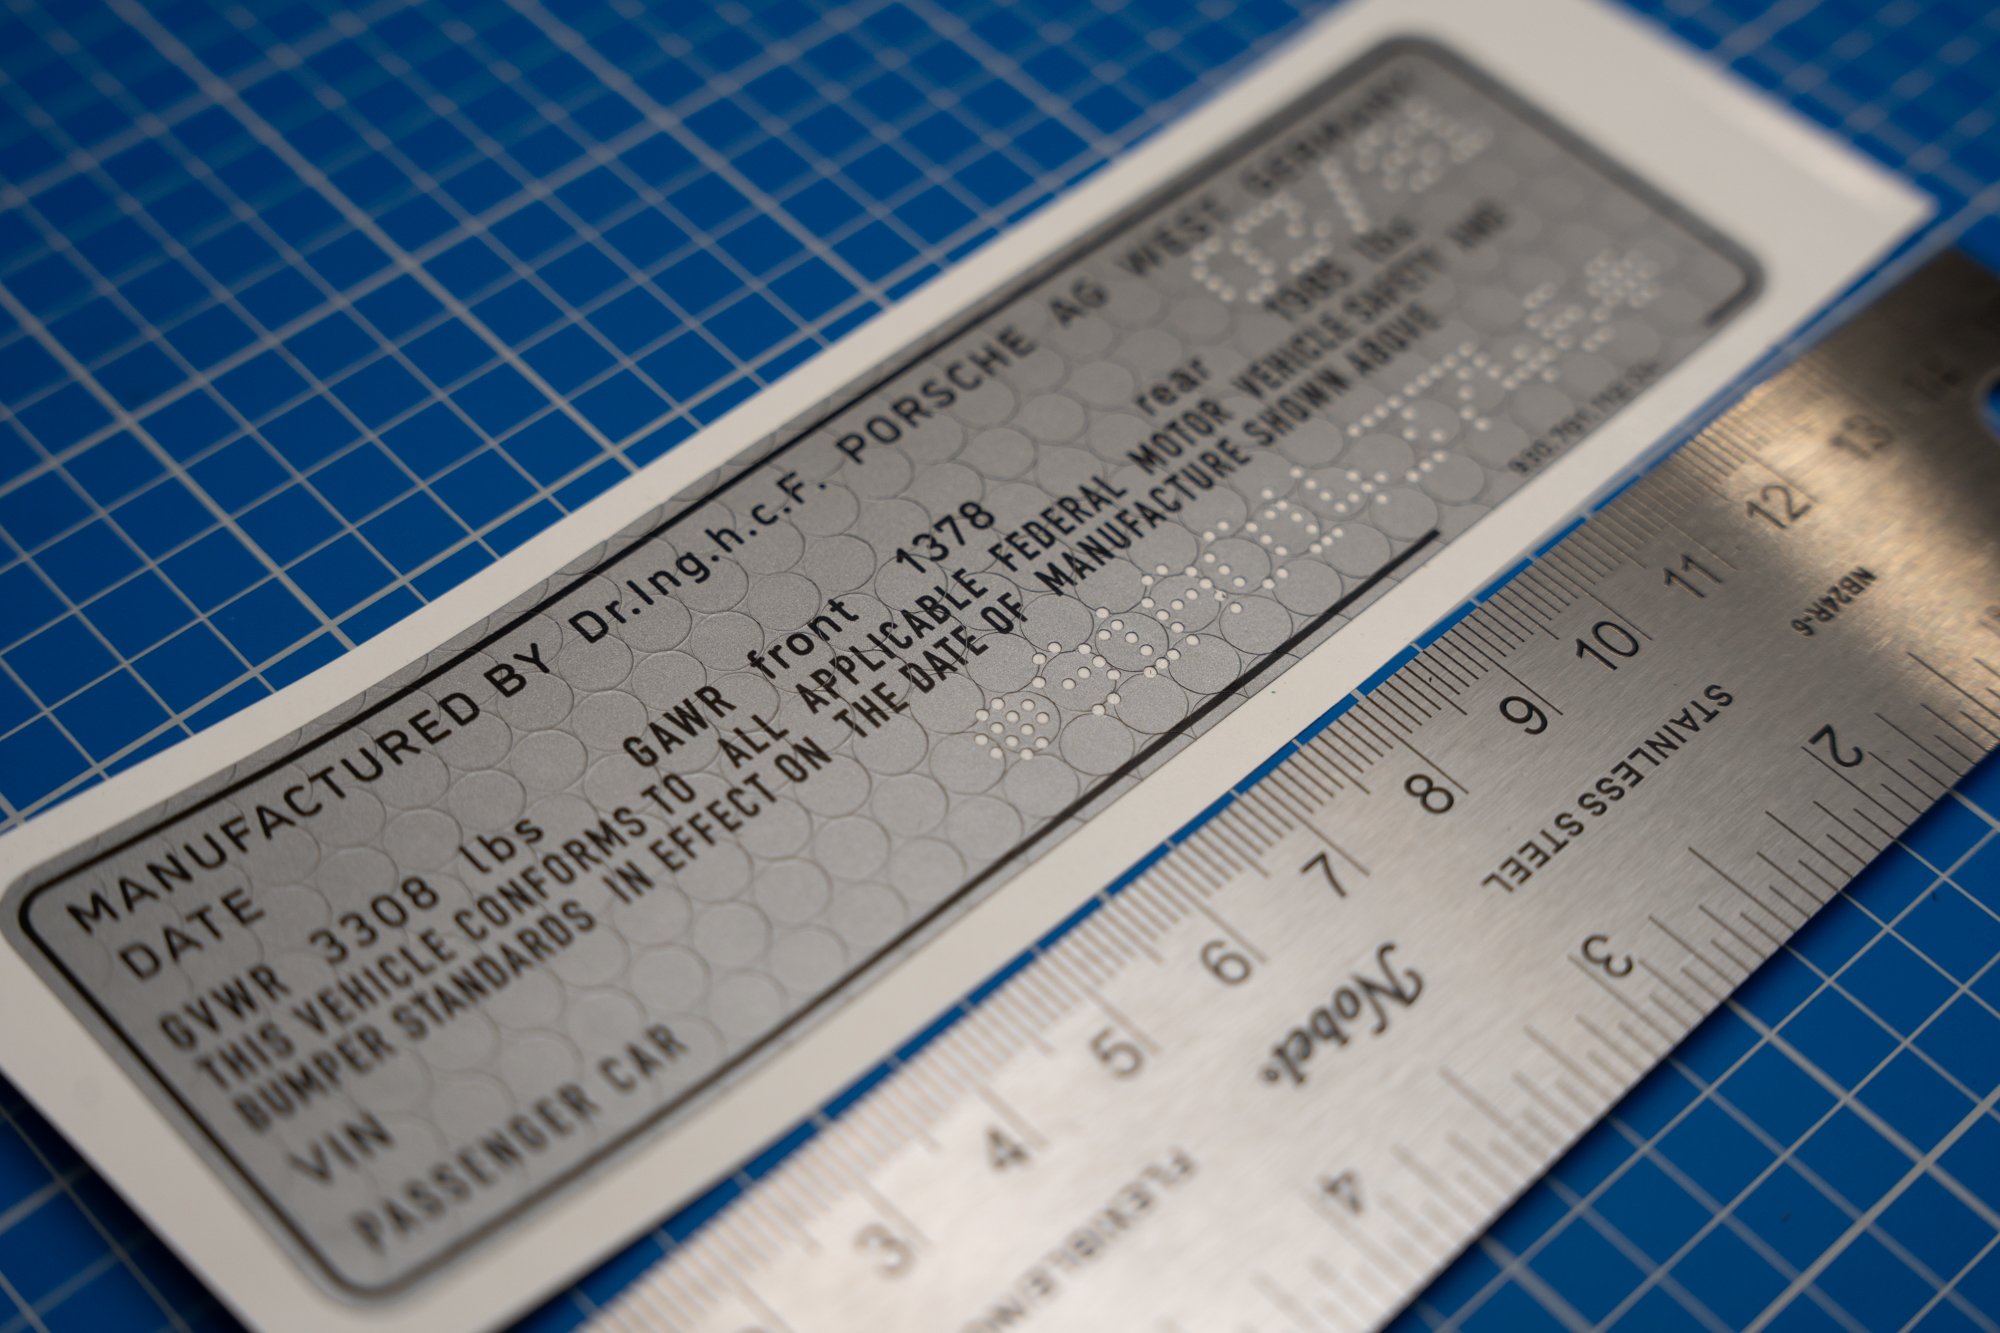 MANUFACTURED BY Dr.Ing.h.c.F. PORSCHE AG WEST GERMANY
DATE
GVWR 3308 lbs GAWR front 1378 rear 1985 lbs
THIS VEHICLE CONFORMS TO ALL APPLICABLE FEDERAL MOTOR VEHICLE SAFETY AND
BUMPER STANDARDS IN EFFECT ON THE DATE OF MANUFACTURE SHOWN ABOVE
VIN
PASSENGER CAR
3 4 5 6 7 8 9 10 11 12 13
NB24R-6
STAINLESS STEEL
Nobel
FLEXIBLE
2 3 4